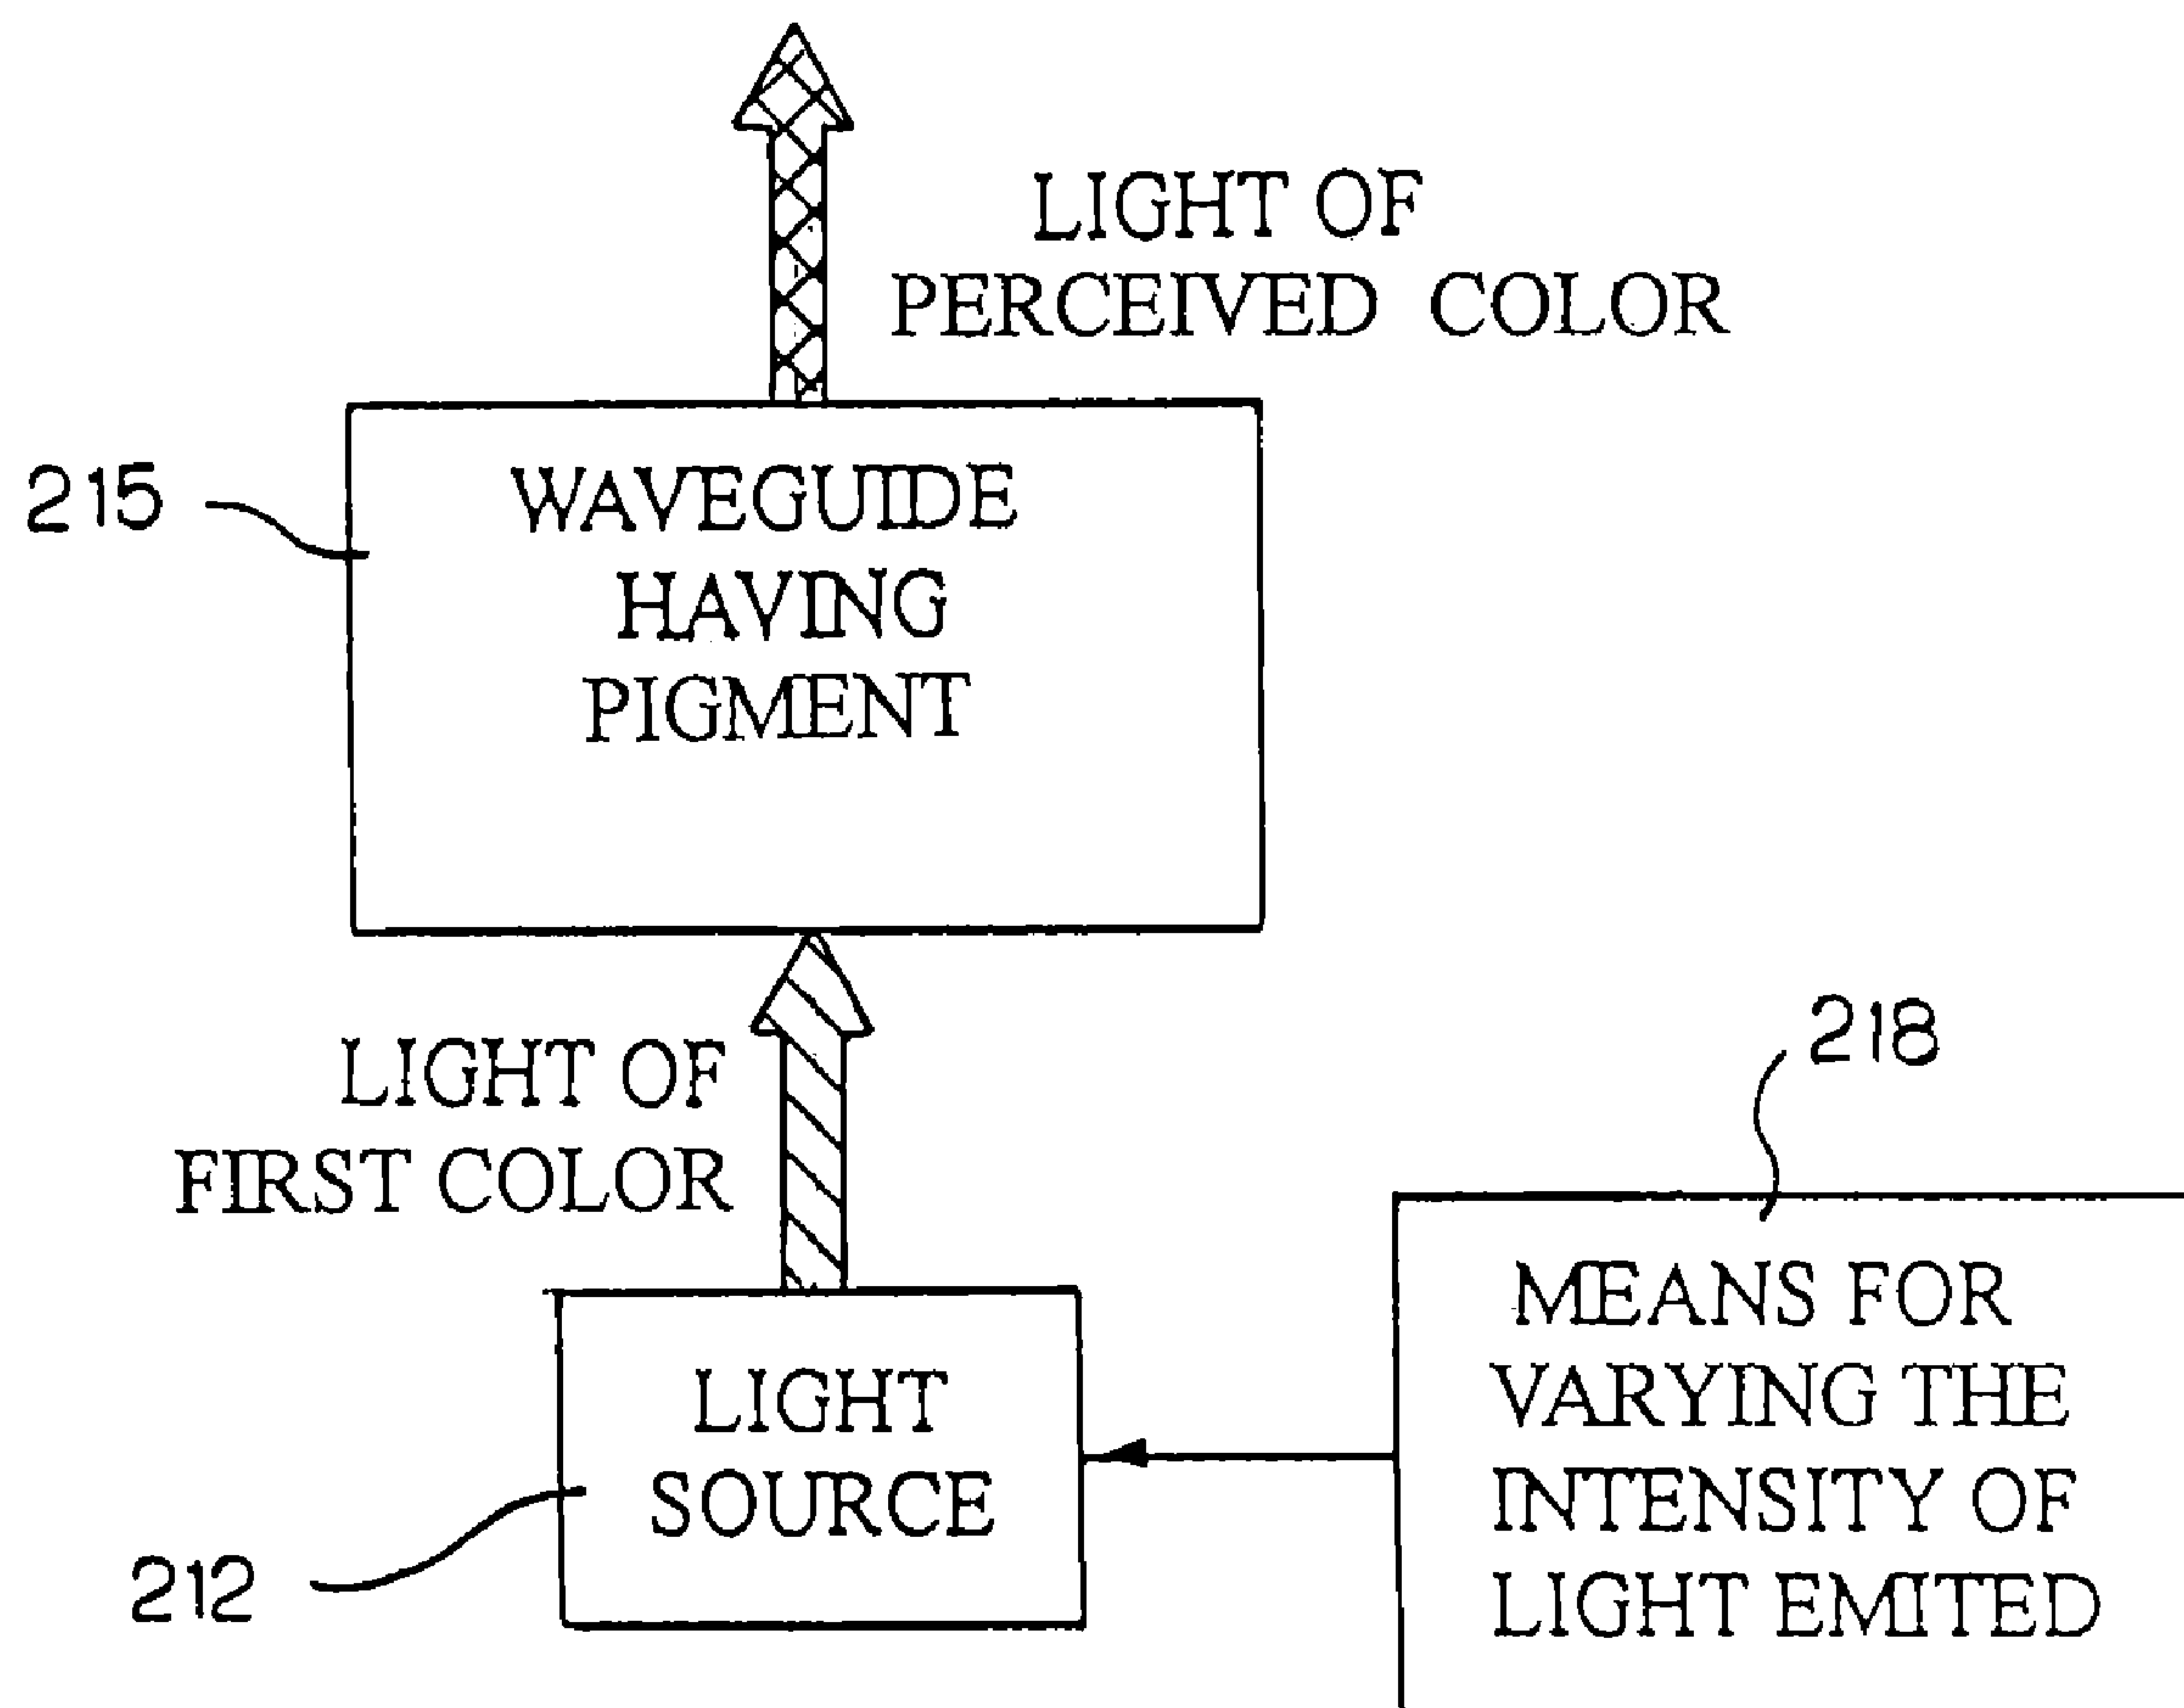 LIGHT OF
PERCEIVED COLOR
215
WAVEGUIDE
HAVING
PIGMENT
LIGHT OF
FIRST COLOR
218
LIGHT
SOURCE
212
MEANS FOR
VARYING THE
INTENSITY OF
LIGHT EMITED